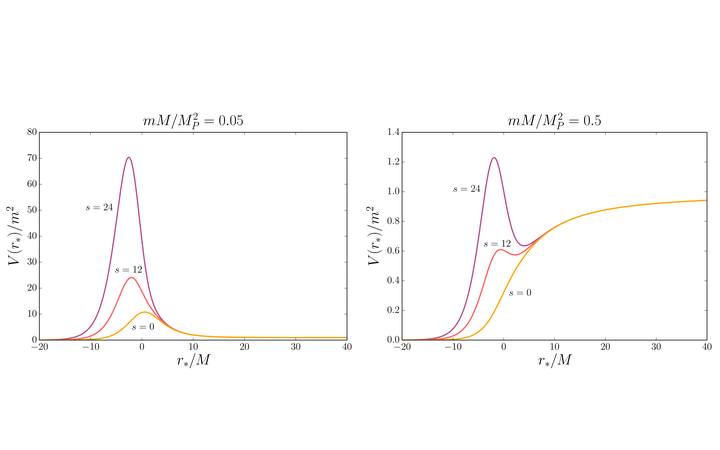 mM/M_P^2 = 0.05
80
70
60
50
40
30
20
10
0
V(r_*)/m^2
s = 24
s = 12
s = 0
−20 −10 0 10 20 30 40
r_*/M
mM/M_P^2 = 0.5
1.4
1.2
1.0
0.8
0.6
0.4
0.2
0.0
V(r_*)/m^2
s = 24
s = 12
s = 0
−20 −10 0 10 20 30 40
r_*/M